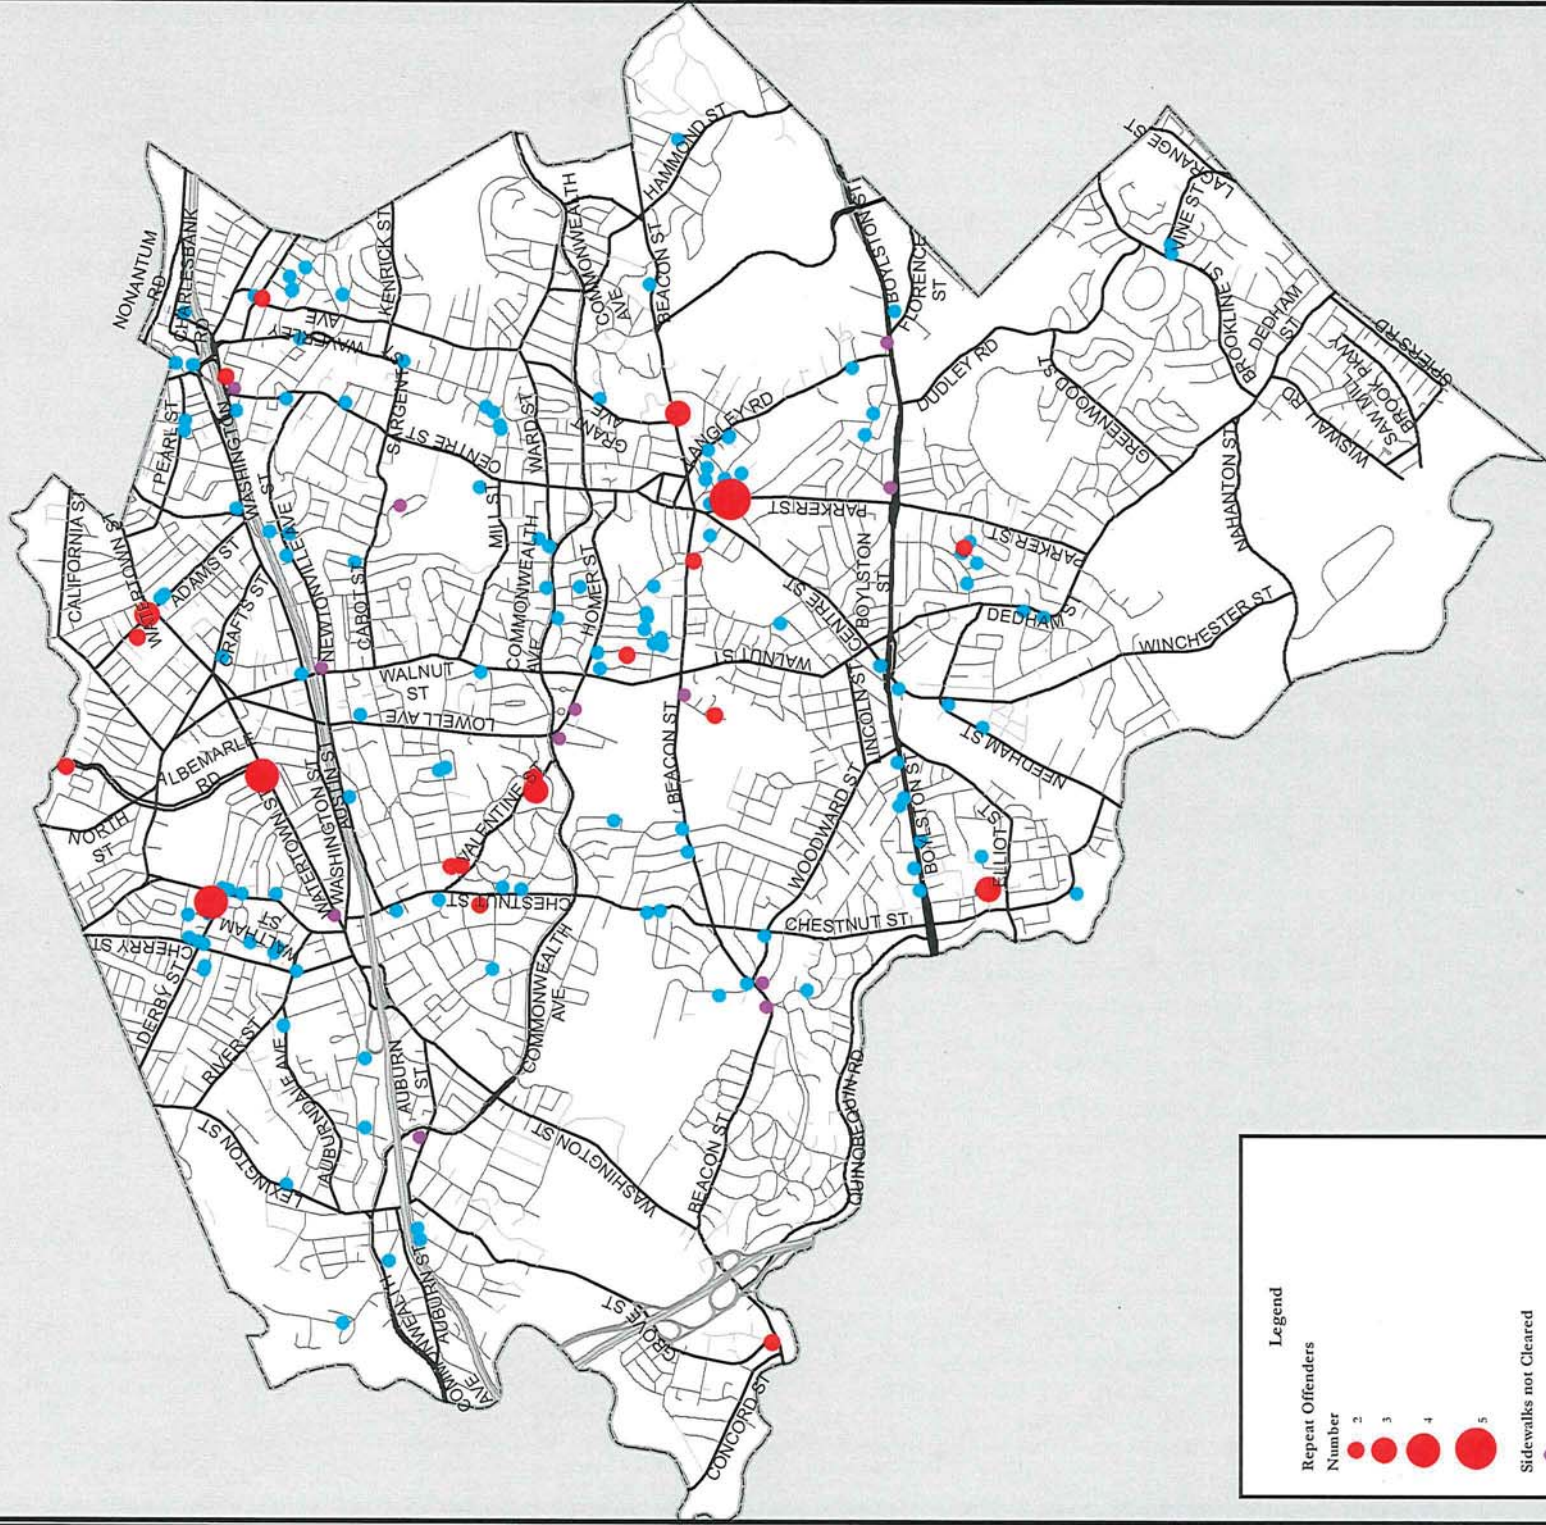 NONANTUM
RD
CHARLESBANK
RD
WAVERLEY
AVE
KENRICK ST
PEARL ST
WASHINGTON
ST
SARGENT ST
CENTRE ST
CALIFORNIA ST
WATERTOWN ST
ADAMS ST
CRAFTS ST
NEWTONVILLE AVE
CABOT ST
MILL ST
WARD ST
GRANT
AVE
COMMONWEALTH
AVE
COMMONWEALTH
AVE
HOMER ST
BEACON ST
HAMMOND ST
LANGLEY RD
BOYLSTON ST
FLORENCE
ST
DUDLEY RD
GREENWOOD ST
LAGRANGE
ST
VINE ST
BROOKLINE ST
DEDHAM
ST
SPIERS RD
SAW MILL
BROOK PKWY
WISWALL
RD
NAHANTON ST
PARKER ST
PARKER ST
BOYLSTON
ST
CENTRE ST
DEDHAM
ST
WINCHESTER ST
WALNUT
ST
WALNUT ST
LOWELL AVE
ALBEMARLE
RD
NORTH
ST
WATERTOWN ST
WASHINGTON ST
AUSTIN ST
VALENTINE ST
BEACON ST
LINCOLN ST
WOODWARD ST
NEEDHAM ST
BOYLSTON ST
ELLIOT
ST
CHESTNUT ST
CHESTNUT ST
WALTHAM
ST
CHERRY ST
DERBY ST
RIVER ST
AUBURNDALE AVE
LEXINGTON ST
AUBURN
ST
COMMONWEALTH
AVE
WASHINGTON ST
BEACON ST
QUINOBEQUIN RD
GROVE ST
CONCORD ST
COMMONWEALTH
AVE
AUBURN ST
Legend
Repeat Offenders
Number
2
3
4
5
Sidewalks not Cleared